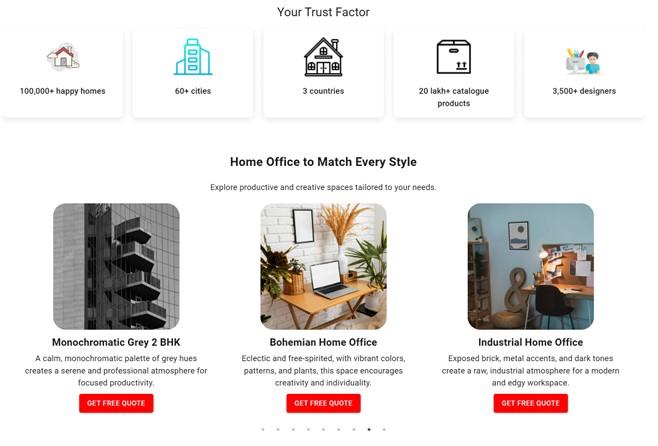 Your Trust Factor
100,000+ happy homes
60+ cities
3 countries
20 lakh+ catalogue
products
3,500+ designers
Home Office to Match Every Style
Explore productive and creative spaces tailored to your needs.
Monochromatic Grey 2 BHK
A calm, monochromatic palette of grey hues
creates a serene and professional atmosphere for
focused productivity.
GET FREE QUOTE
Bohemian Home Office
Eclectic and free-spirited, with vibrant colors,
patterns, and plants, this space encourages
creativity and individuality.
GET FREE QUOTE
Industrial Home Office
Exposed brick, metal accents, and dark tones
create a raw, industrial atmosphere for a modern
and edgy workspace.
GET FREE QUOTE